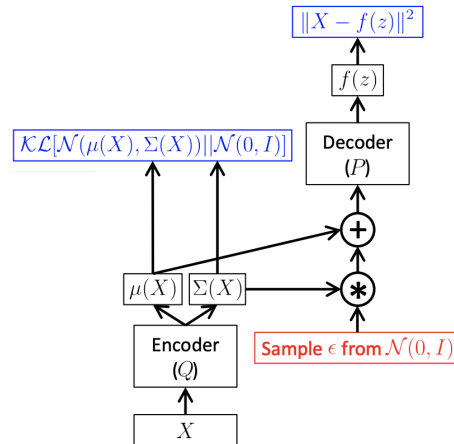 ‖X − f(z)‖²
f(z)
𝒦ℒ[𝒩(μ(X), Σ(X))||𝒩(0, I)]
Decoder
(P)
+
μ(X) Σ(X)
*
Encoder
(Q)
Sample ϵ from 𝒩(0, I)
X